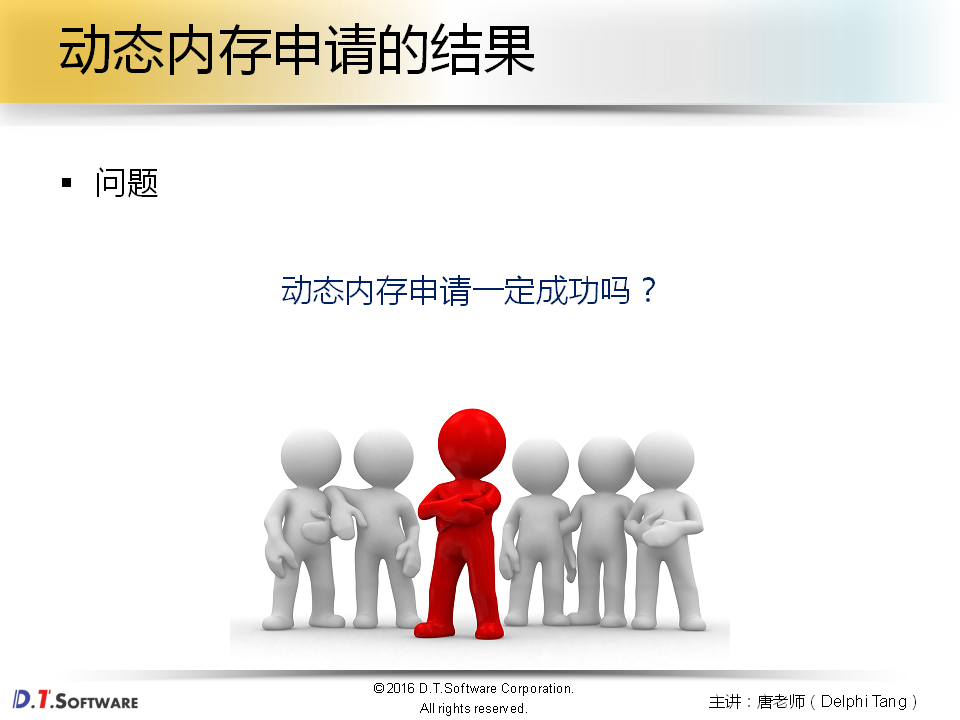 动态内存申请的结果
▪ 问题
动态内存申请一定成功吗？
D.T.SOFTWARE
©2016 D.T.Software Corporation.
All rights reserved.
主讲：唐老师（Delphi Tang）